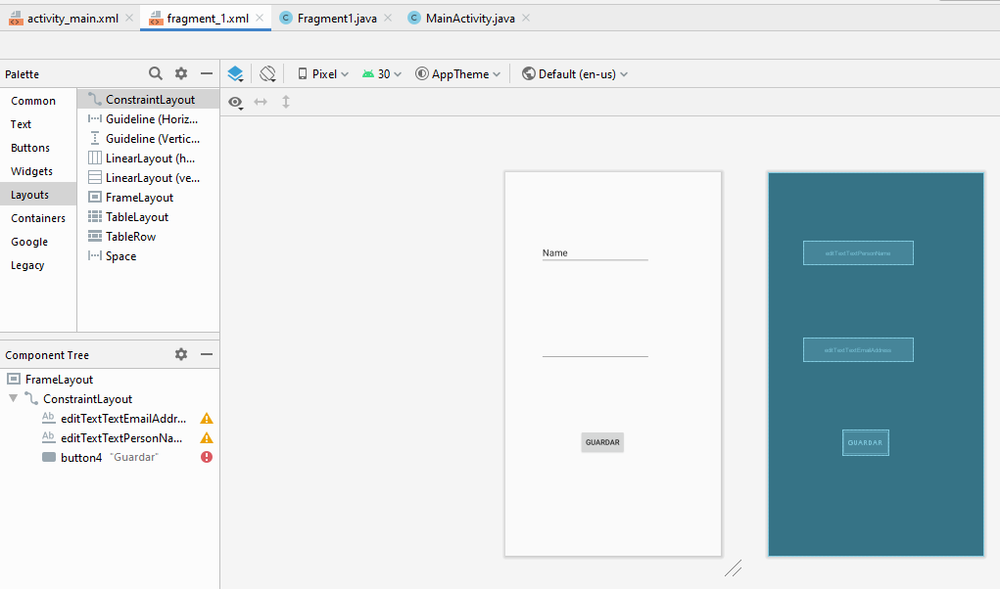 activity_main.xml fragment_1.xml Fragment1.java MainActivity.java
Palette
Pixel 30 AppTheme Default (en-us)
Common
Text
Buttons
Widgets
Layouts
Containers
Google
Legacy
ConstraintLayout
Guideline (Horiz...
Guideline (Vertic...
LinearLayout (h...
LinearLayout (ve...
FrameLayout
TableLayout
TableRow
Space
Component Tree
FrameLayout
ConstraintLayout
Ab editTextTextEmailAddr...
Ab editTextTextPersonNa...
button4 "Guardar"
Name
GUARDAR
editTextTextPersonName
editTextTextEmailAddress
GUARDAR